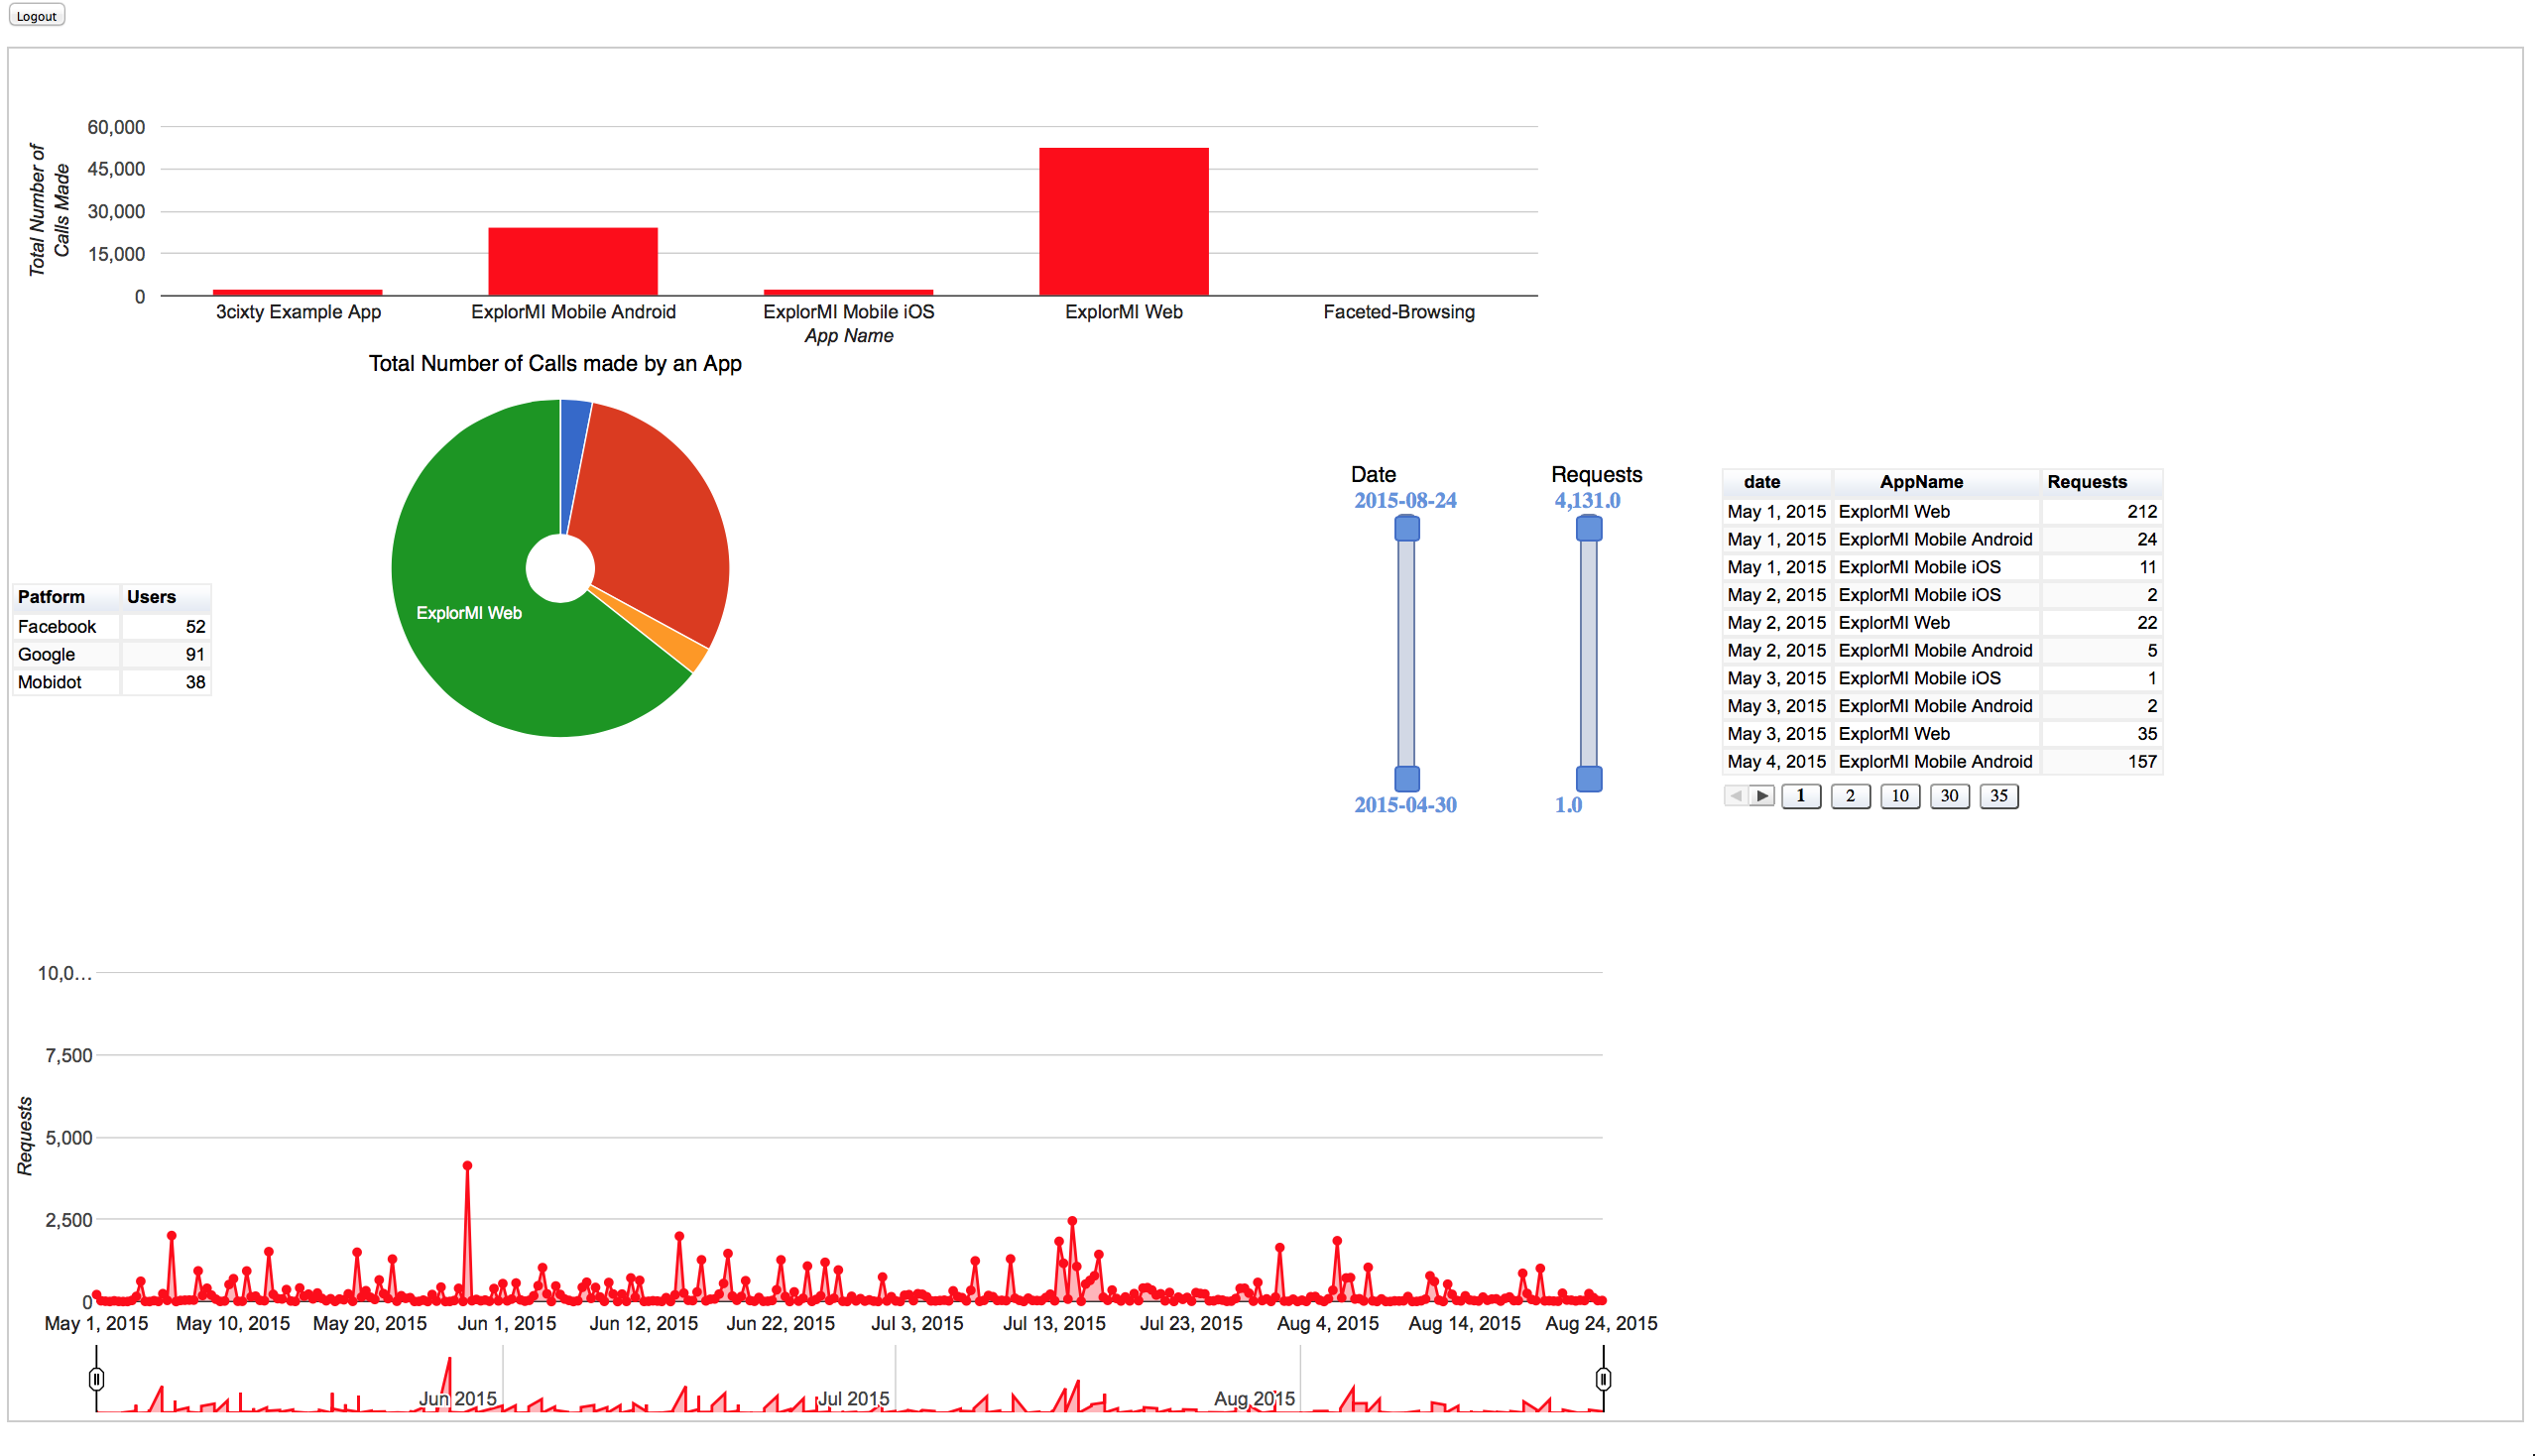 Logout
Total Number of
Calls Made
60,000
45,000
30,000
15,000
0
3cixty Example App ExplorMI Mobile Android ExplorMI Mobile iOS ExplorMI Web Faceted-Browsing
App Name
Total Number of Calls made by an App
ExplorMI Web
Patform Users
Facebook 52
Google 91
Mobidot 38
Date
2015-08-24
2015-04-30
Requests
4,131.0
1.0
date AppName Requests
May 1, 2015 ExplorMI Web 212
May 1, 2015 ExplorMI Mobile Android 24
May 1, 2015 ExplorMI Mobile iOS 11
May 2, 2015 ExplorMI Mobile iOS 2
May 2, 2015 ExplorMI Web 22
May 2, 2015 ExplorMI Mobile Android 5
May 3, 2015 ExplorMI Mobile iOS 1
May 3, 2015 ExplorMI Mobile Android 2
May 3, 2015 ExplorMI Web 35
May 4, 2015 ExplorMI Mobile Android 157
1 2 10 30 35
Requests
10,0...
7,500
5,000
2,500
0
May 1, 2015 May 10, 2015 May 20, 2015 Jun 1, 2015 Jun 12, 2015 Jun 22, 2015 Jul 3, 2015 Jul 13, 2015 Jul 23, 2015 Aug 4, 2015 Aug 14, 2015 Aug 24, 2015
Jun 2015 Jul 2015 Aug 2015